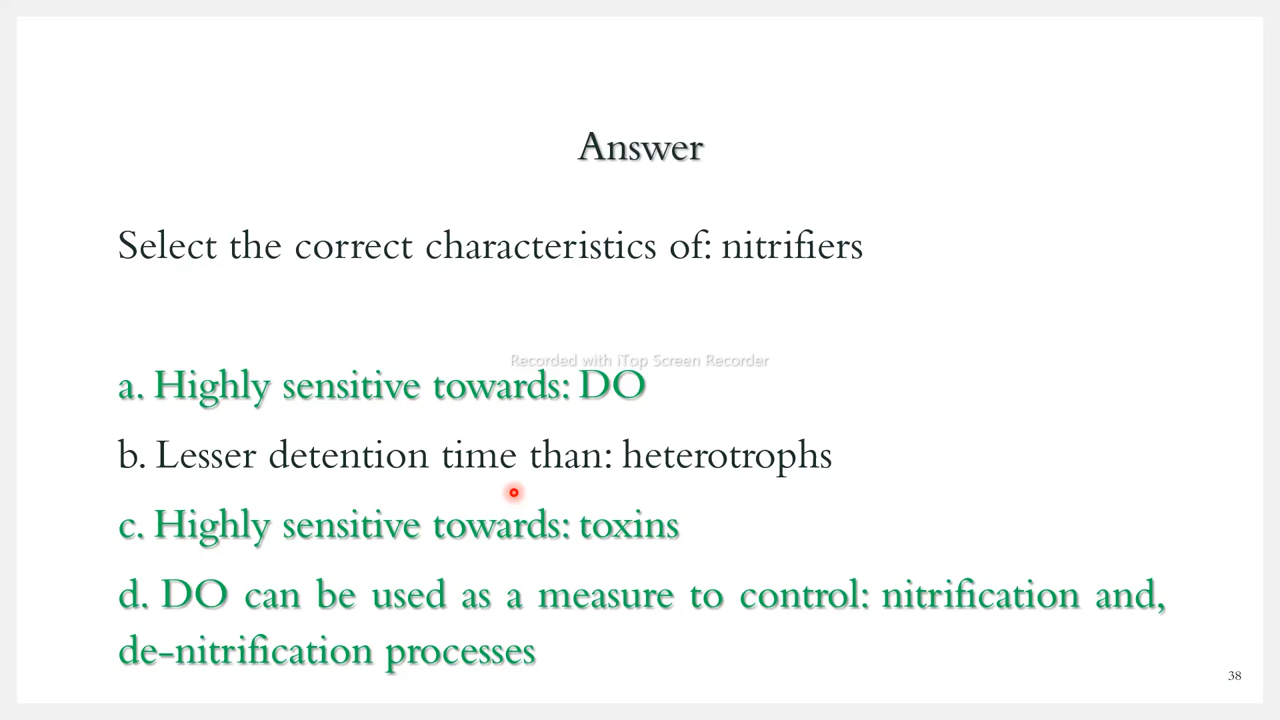 Answer
Select the correct characteristics of: nitrifiers
Recorded with iTop Screen Recorder
a. Highly sensitive towards: DO
b. Lesser detention time than: heterotrophs
c. Highly sensitive towards: toxins
d. DO can be used as a measure to control: nitrification and,
de-nitrification processes
38